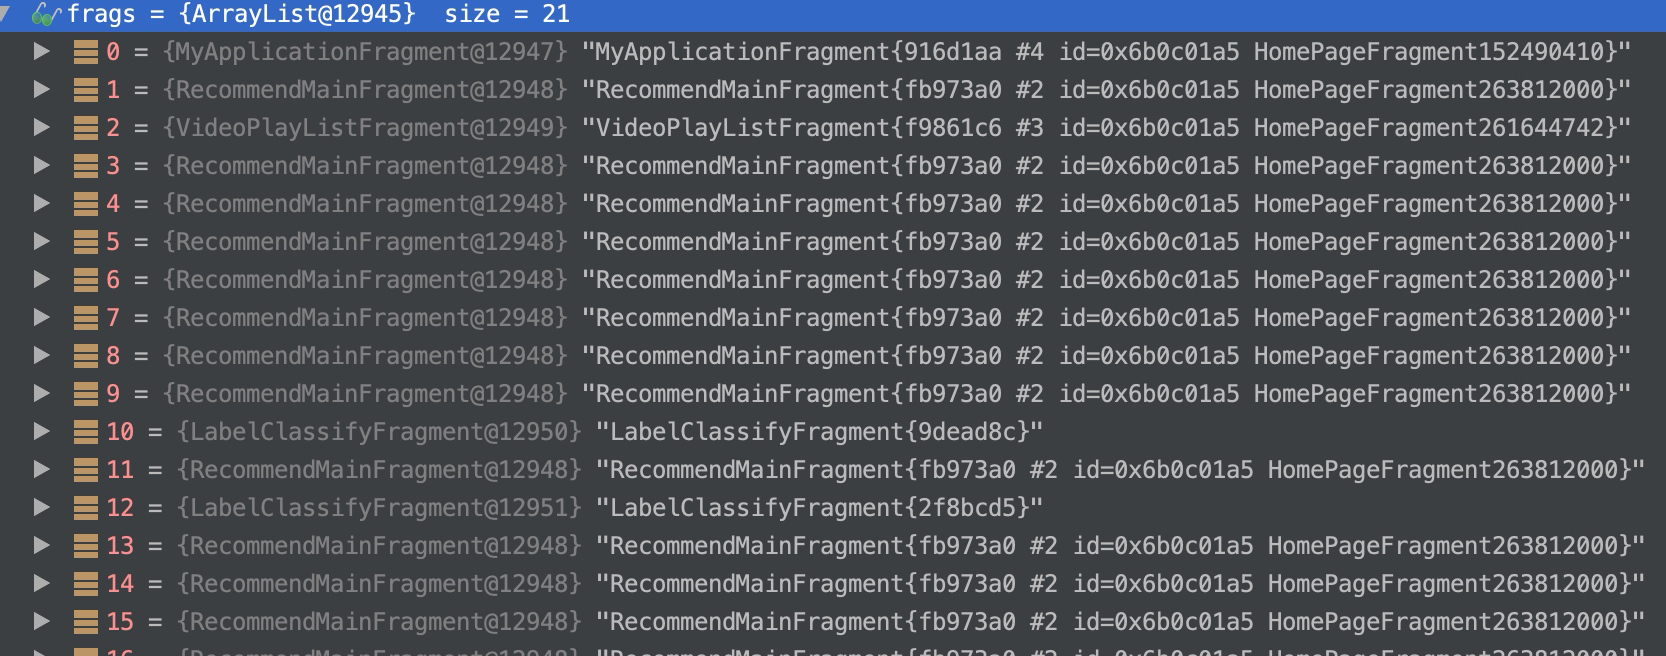 frags = {ArrayList@12945} size = 21
0 = {MyApplicationFragment@12947} "MyApplicationFragment{916d1aa #4 id=0x6b0c01a5 HomePageFragment152490410}"
1 = {RecommendMainFragment@12948} "RecommendMainFragment{fb973a0 #2 id=0x6b0c01a5 HomePageFragment263812000}"
2 = {VideoPlayListFragment@12949} "VideoPlayListFragment{f9861c6 #3 id=0x6b0c01a5 HomePageFragment261644742}"
3 = {RecommendMainFragment@12948} "RecommendMainFragment{fb973a0 #2 id=0x6b0c01a5 HomePageFragment263812000}"
4 = {RecommendMainFragment@12948} "RecommendMainFragment{fb973a0 #2 id=0x6b0c01a5 HomePageFragment263812000}"
5 = {RecommendMainFragment@12948} "RecommendMainFragment{fb973a0 #2 id=0x6b0c01a5 HomePageFragment263812000}"
6 = {RecommendMainFragment@12948} "RecommendMainFragment{fb973a0 #2 id=0x6b0c01a5 HomePageFragment263812000}"
7 = {RecommendMainFragment@12948} "RecommendMainFragment{fb973a0 #2 id=0x6b0c01a5 HomePageFragment263812000}"
8 = {RecommendMainFragment@12948} "RecommendMainFragment{fb973a0 #2 id=0x6b0c01a5 HomePageFragment263812000}"
9 = {RecommendMainFragment@12948} "RecommendMainFragment{fb973a0 #2 id=0x6b0c01a5 HomePageFragment263812000}"
10 = {LabelClassifyFragment@12950} "LabelClassifyFragment{9dead8c}"
11 = {RecommendMainFragment@12948} "RecommendMainFragment{fb973a0 #2 id=0x6b0c01a5 HomePageFragment263812000}"
12 = {LabelClassifyFragment@12951} "LabelClassifyFragment{2f8bcd5}"
13 = {RecommendMainFragment@12948} "RecommendMainFragment{fb973a0 #2 id=0x6b0c01a5 HomePageFragment263812000}"
14 = {RecommendMainFragment@12948} "RecommendMainFragment{fb973a0 #2 id=0x6b0c01a5 HomePageFragment263812000}"
15 = {RecommendMainFragment@12948} "RecommendMainFragment{fb973a0 #2 id=0x6b0c01a5 HomePageFragment263812000}"